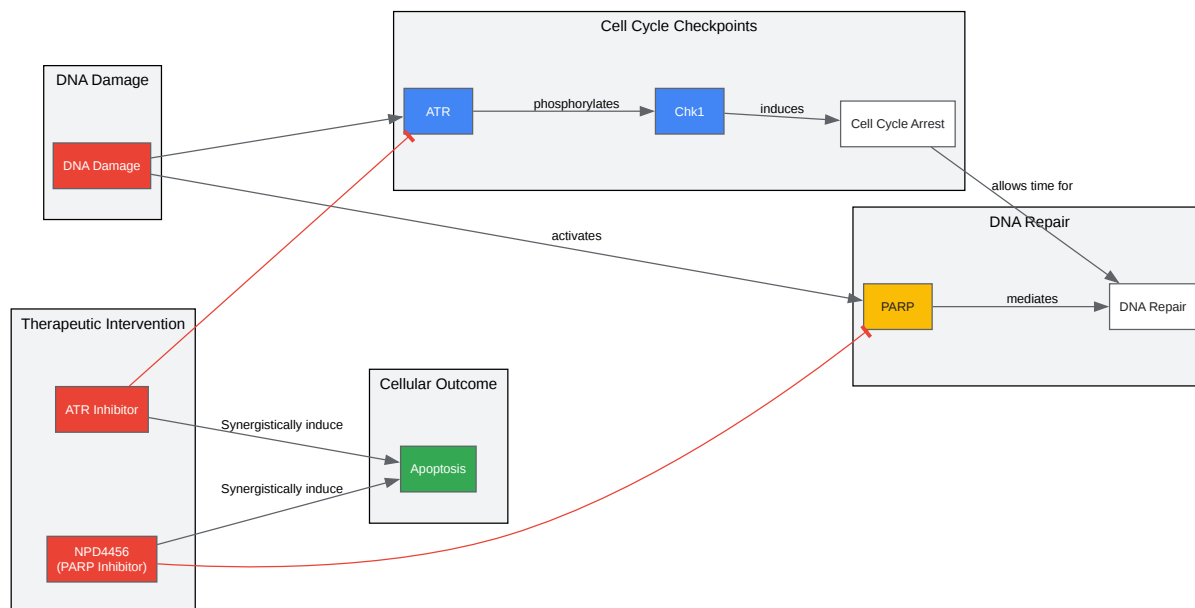 Cell Cycle Checkpoints
DNA Damage
ATR
phosphorylates
Chk1
induces
Cell Cycle Arrest
DNA Damage
allows time for
DNA Repair
activates
PARP
mediates
DNA Repair
Therapeutic Intervention
Cellular Outcome
ATR Inhibitor
Synergistically induce
Apoptosis
Synergistically induce
NPD4456
(PARP Inhibitor)